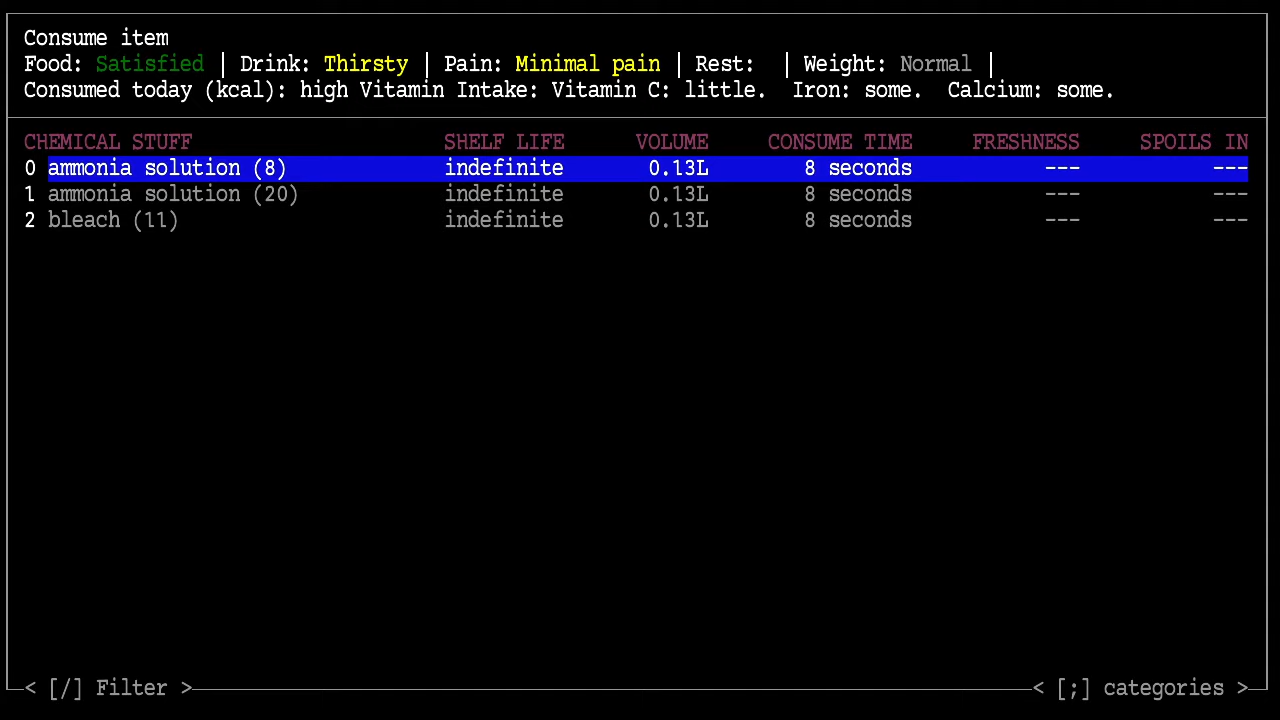 Consume item
Food: Satisfied | Drink: Thirsty | Pain: Minimal pain | Rest: | Weight: Normal |
Consumed today (kcal): high Vitamin Intake: Vitamin C: little. Iron: some. Calcium: some.
CHEMICAL STUFF SHELF LIFE VOLUME CONSUME TIME FRESHNESS SPOILS IN
0 ammonia solution (8) indefinite 0.13L 8 seconds --- ---
1 ammonia solution (20) indefinite 0.13L 8 seconds --- ---
2 bleach (11) indefinite 0.13L 8 seconds --- ---
< [/] Filter > < [;] categories >